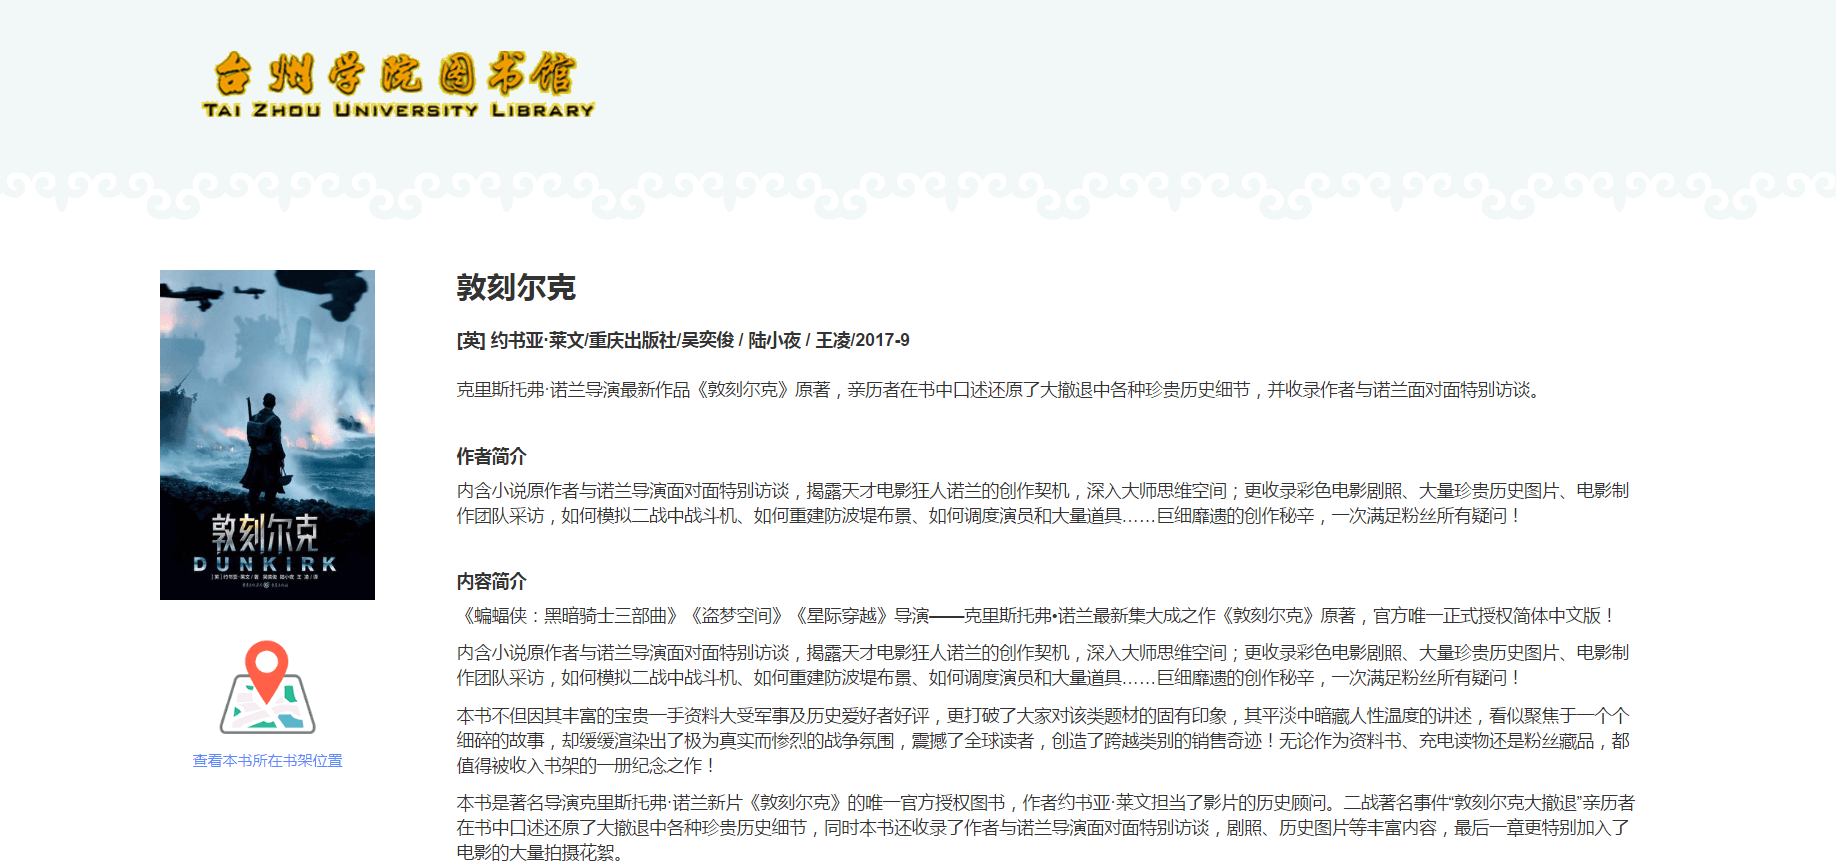 台州学院图书馆
TAI ZHOU UNIVERSITY LIBRARY
敦刻尔克
DUNKIRK
[英]约书亚·莱文/著 吴奕俊 陆小夜 王凌/译
查看本书所在书架位置
敦刻尔克
[英] 约书亚·莱文/重庆出版社/吴奕俊 / 陆小夜 / 王凌/2017-9
克里斯托弗·诺兰导演最新作品《敦刻尔克》原著，亲历者在书中口述还原了大撤退中各种珍贵历史细节，并收录作者与诺兰面对面特别访谈。
作者简介
内含小说原作者与诺兰导演面对面特别访谈，揭露天才电影狂人诺兰的创作契机，深入大师思维空间；更收录彩色电影剧照、大量珍贵历史图片、电影制
作团队采访，如何模拟二战中战斗机、如何重建防波堤布景、如何调度演员和大量道具……巨细靡遗的创作秘辛，一次满足粉丝所有疑问！
内容简介
《蝙蝠侠：黑暗骑士三部曲》《盗梦空间》《星际穿越》导演——克里斯托弗•诺兰最新集大成之作《敦刻尔克》原著，官方唯一正式授权简体中文版！
内含小说原作者与诺兰导演面对面特别访谈，揭露天才电影狂人诺兰的创作契机，深入大师思维空间；更收录彩色电影剧照、大量珍贵历史图片、电影制
作团队采访，如何模拟二战中战斗机、如何重建防波堤布景、如何调度演员和大量道具……巨细靡遗的创作秘辛，一次满足粉丝所有疑问！
本书不但因其丰富的宝贵一手资料大受军事及历史爱好者好评，更打破了大家对该类题材的固有印象，其平淡中暗藏人性温度的讲述，看似聚焦于一个个
细碎的故事，却缓缓渲染出了极为真实而惨烈的战争氛围，震撼了全球读者，创造了跨越类别的销售奇迹！无论作为资料书、充电读物还是粉丝藏品，都
值得被收入书架的一册纪念之作！
本书是著名导演克里斯托弗·诺兰新片《敦刻尔克》的唯一官方授权图书，作者约书亚·莱文担当了影片的历史顾问。二战著名事件“敦刻尔克大撤退”亲历者
在书中口述还原了大撤退中各种珍贵历史细节，同时本书还收录了作者与诺兰导演面对面特别访谈，剧照、历史图片等丰富内容，最后一章更特别加入了
电影的大量拍摄花絮。